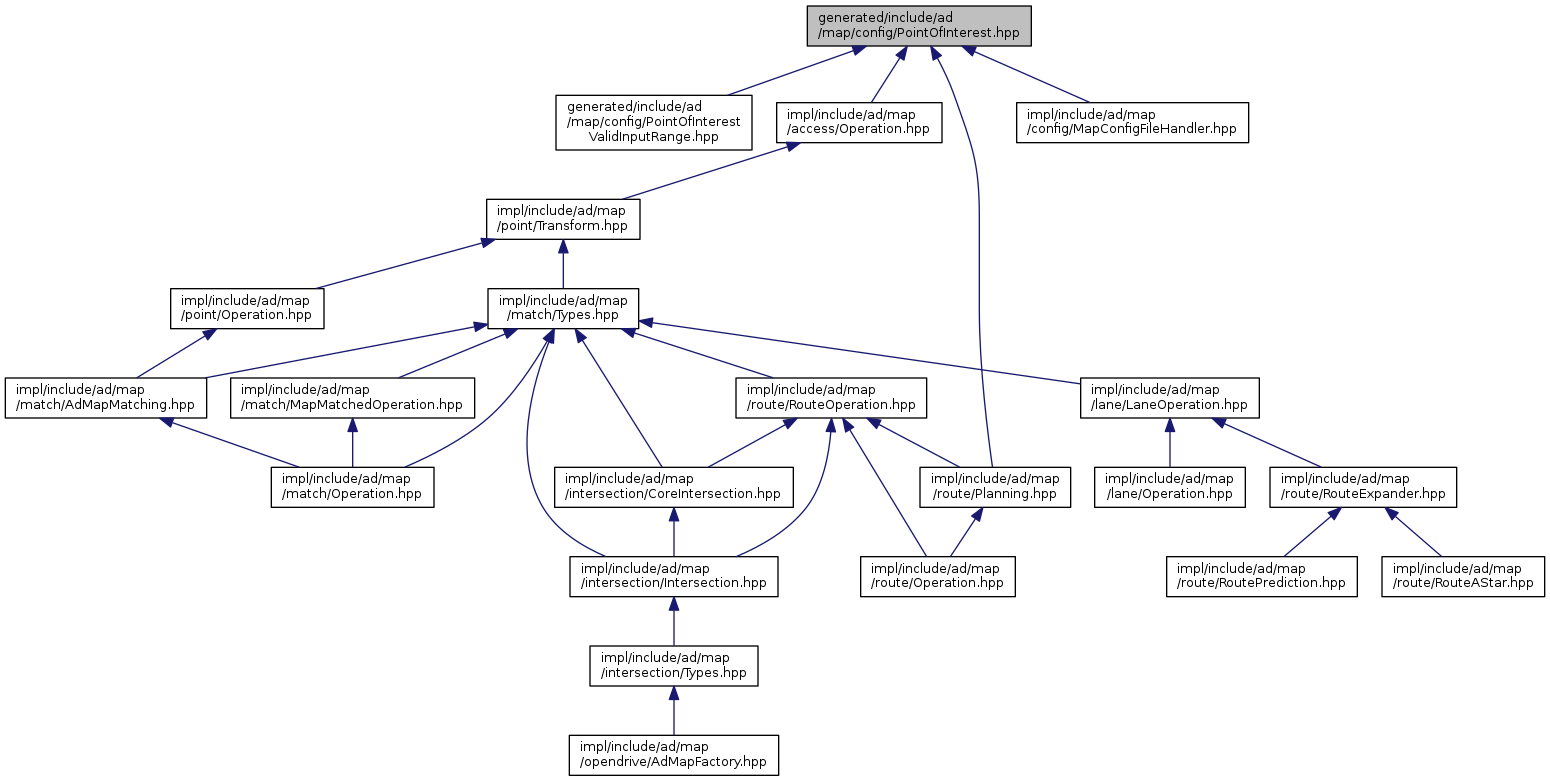 generated/include/ad
/map/config/PointOfInterest.hpp
generated/include/ad
/map/config/PointOfInterest
ValidInputRange.hpp
impl/include/ad/map
/access/Operation.hpp
impl/include/ad/map
/config/MapConfigFileHandler.hpp
impl/include/ad/map
/point/Transform.hpp
impl/include/ad/map
/point/Operation.hpp
impl/include/ad/map
/match/Types.hpp
impl/include/ad/map
/match/AdMapMatching.hpp
impl/include/ad/map
/match/MapMatchedOperation.hpp
impl/include/ad/map
/route/RouteOperation.hpp
impl/include/ad/map
/lane/LaneOperation.hpp
impl/include/ad/map
/match/Operation.hpp
impl/include/ad/map
/intersection/CoreIntersection.hpp
impl/include/ad/map
/route/Planning.hpp
impl/include/ad/map
/lane/Operation.hpp
impl/include/ad/map
/route/RouteExpander.hpp
impl/include/ad/map
/intersection/Intersection.hpp
impl/include/ad/map
/route/Operation.hpp
impl/include/ad/map
/route/RoutePrediction.hpp
impl/include/ad/map
/route/RouteAStar.hpp
impl/include/ad/map
/intersection/Types.hpp
impl/include/ad/map
/opendrive/AdMapFactory.hpp